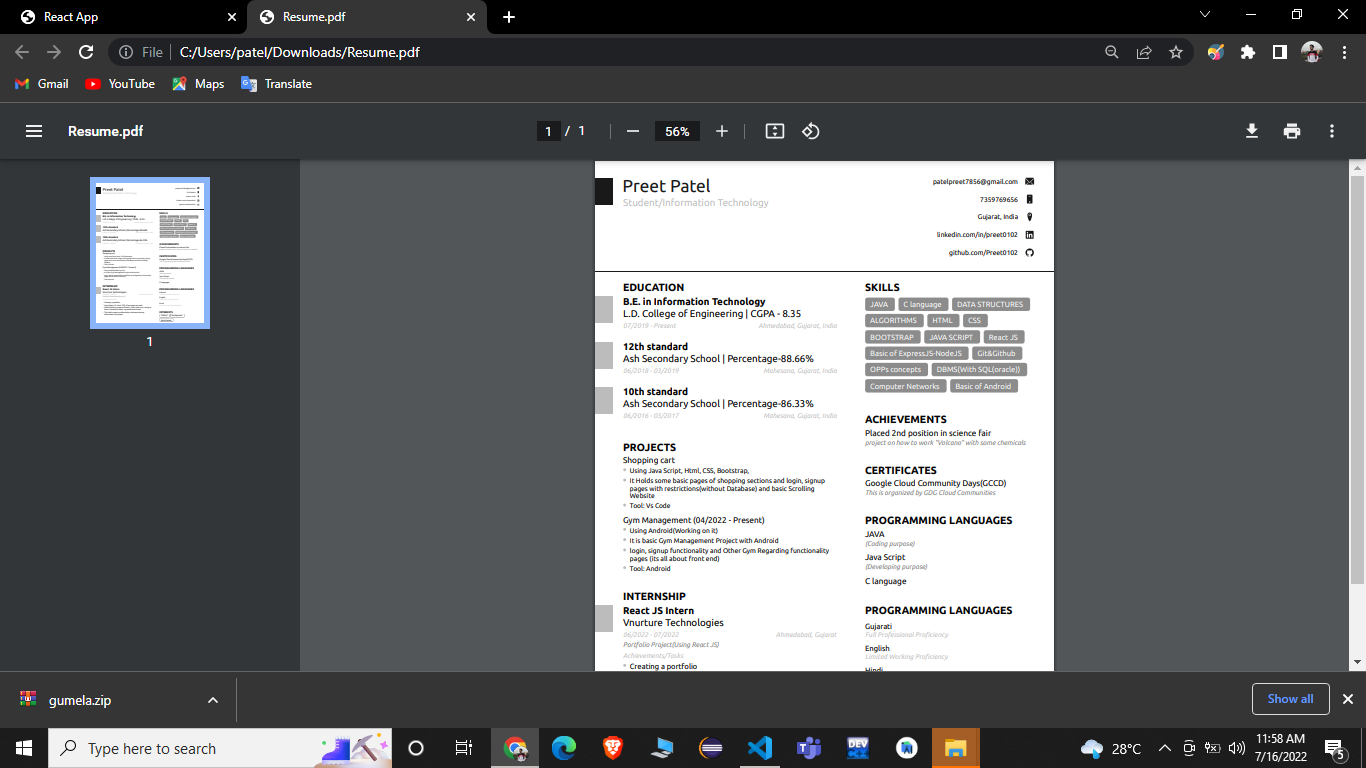 React App
Resume.pdf
File
C:/Users/patel/Downloads/Resume.pdf
Gmail
YouTube
Maps
Translate
Resume.pdf
1 / 1
56%
1
Preet Patel
Student/Information Technology
patelpreet7856@gmail.com
7359769656
Gujarat, India
linkedin.com/in/preet0102
github.com/Preet0102
EDUCATION
B.E. in Information Technology
L.D. College of Engineering | CGPA - 8.35
07/2019 - Present
Ahmedabad, Gujarat, India
12th standard
Ash Secondary School | Percentage-88.66%
06/2018 - 03/2019
Mahesana, Gujarat, India
10th standard
Ash Secondary School | Percentage-86.33%
06/2016 - 05/2017
Mahesana, Gujarat, India
PROJECTS
Shopping cart
Using Java Script, Html, CSS, Bootstrap,
It Holds some basic pages of shopping sections and login, signup
pages with restrictions(without Database) and basic Scrolling
Website
Tool: Vs Code
Gym Management (04/2022 - Present)
Using Android(Working on it)
It is basic Gym Management Project with Android
login, signup functionality and Other Gym Regarding functionality
pages (its all about front end)
Tool: Android
INTERNSHIP
React JS Intern
Vnurture Technologies
06/2022 - 07/2022
Ahmedabad, Gujarat
Portfolio Project(Using React JS)
Achievements/Tasks
Creating a portfolio
SKILLS
JAVA
C language
DATA STRUCTURES
ALGORITHMS
HTML
CSS
BOOTSTRAP
JAVA SCRIPT
React JS
Basic of ExpressJS-NodeJS
Git&Github
OPPs concepts
DBMS(With SQL(oracle))
Computer Networks
Basic of Android
ACHIEVEMENTS
Placed 2nd position in science fair
project on how to work "Volcano" with some chemicals
CERTIFICATES
Google Cloud Community Days(GCCD)
This is organized by GDG Cloud Communities
PROGRAMMING LANGUAGES
JAVA
(Coding purpose)
Java Script
(Developing purpose)
C language
PROGRAMMING LANGUAGES
Gujarati
Full Professional Proficiency
English
Limited Working Proficiency
Hindi
gumela.zip
Show all
Type here to search
DEV
28°C
11:58 AM
7/16/2022
5